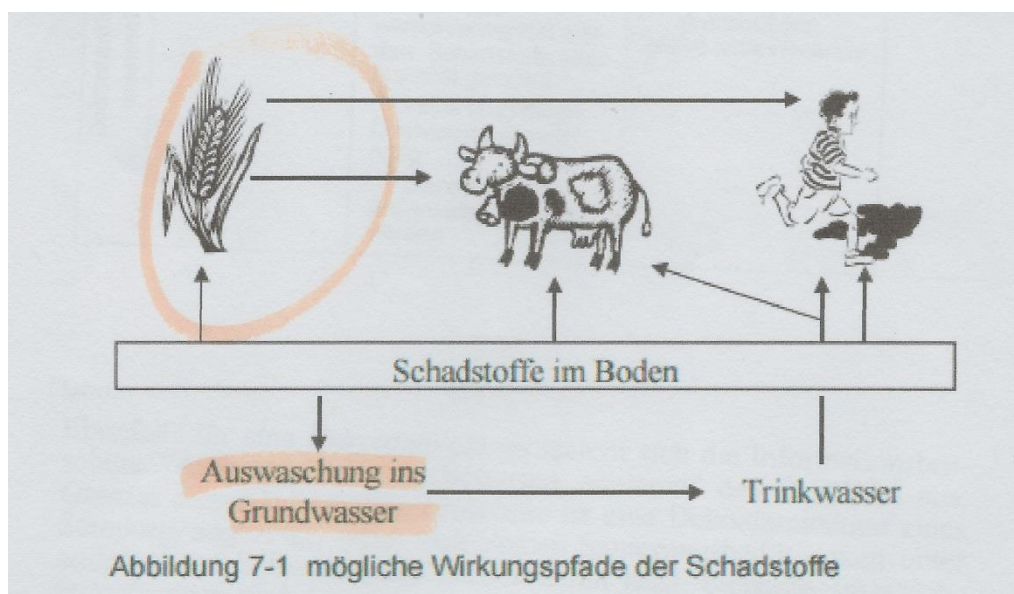 Schadstoffe im Boden
Auswaschung ins
Grundwasser
Trinkwasser
Abbildung 7-1 mögliche Wirkungspfade der Schadstoffe